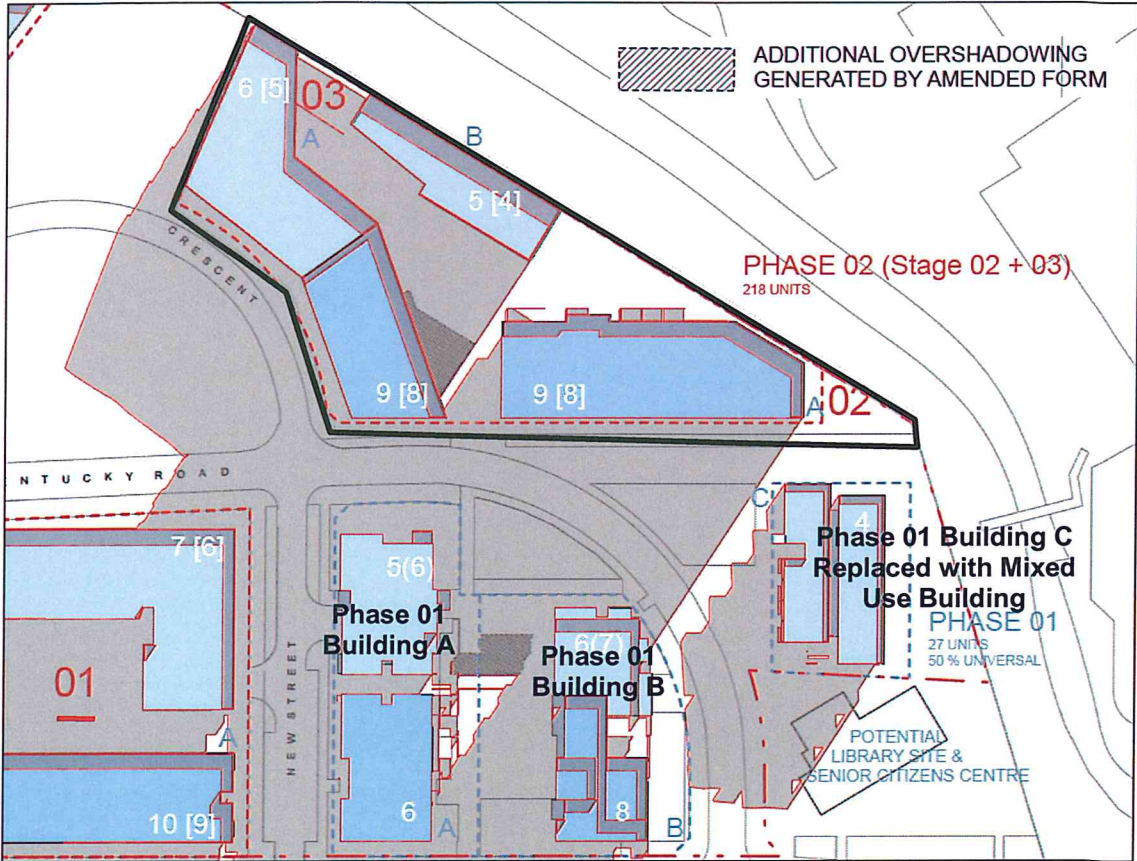 ADDITIONAL OVERSHADOWING
GENERATED BY AMENDED FORM
6 [5]
03
A
B
5 [4]
CRESCENT
PHASE 02 (Stage 02 + 03)
218 UNITS
9 [8]
9 [8]
A
02
NTUCKY ROAD
C
4
7 [6]
Phase 01 Building C
Replaced with Mixed
Use Building
5(6)
Phase 01
Building A
6(7)
Phase 01
Building B
PHASE 01
27 UNITS
50 % UNIVERSAL
01
NEW STREET
A
POTENTIAL
LIBRARY SITE &
SENIOR CITIZENS CENTRE
10 [9]
6
A
8
B